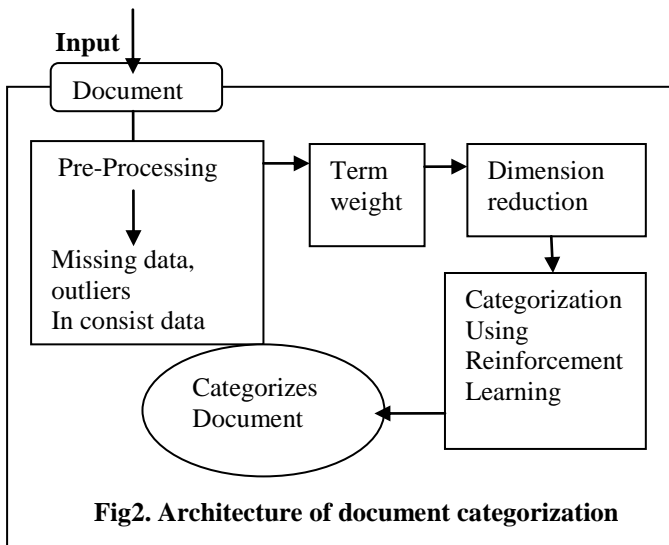 Input
Document
Pre-Processing
Missing data,
outliers
In consist data
Term
weight
Dimension
reduction
Categorization
Using
Reinforcement
Learning
Categorizes
Document
Fig2. Architecture of document categorization